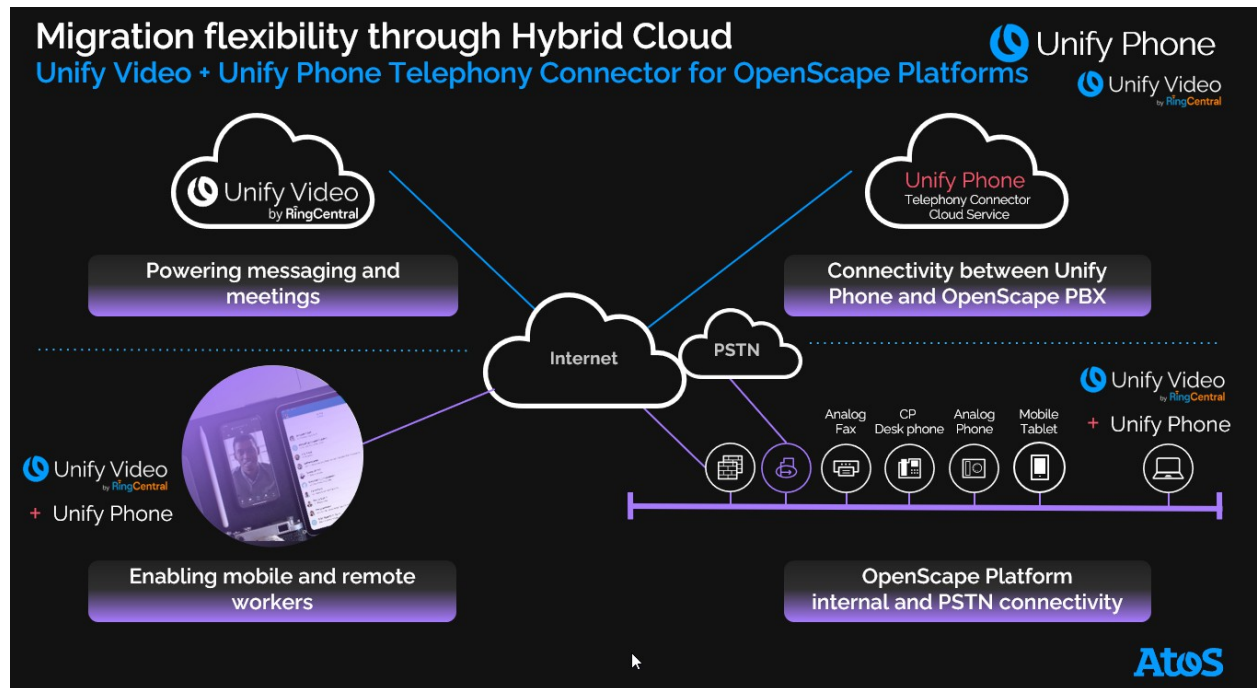 Migration flexibility through Hybrid Cloud
Unify Video + Unify Phone Telephony Connector for OpenScape Platforms
Unify Phone
Unify Video
by RingCentral
Unify Video
by RingCentral
Unify Phone
Telephony Connector
Cloud Service
Powering messaging and
meetings
Connectivity between Unify
Phone and OpenScape PBX
Internet
PSTN
Unify Video
by RingCentral
+ Unify Phone
Analog
Fax
CP
Desk phone
Analog
Phone
Mobile
Tablet
Unify Video
by RingCentral
+ Unify Phone
Enabling mobile and remote
workers
OpenScape Platform
internal and PSTN connectivity
Atos